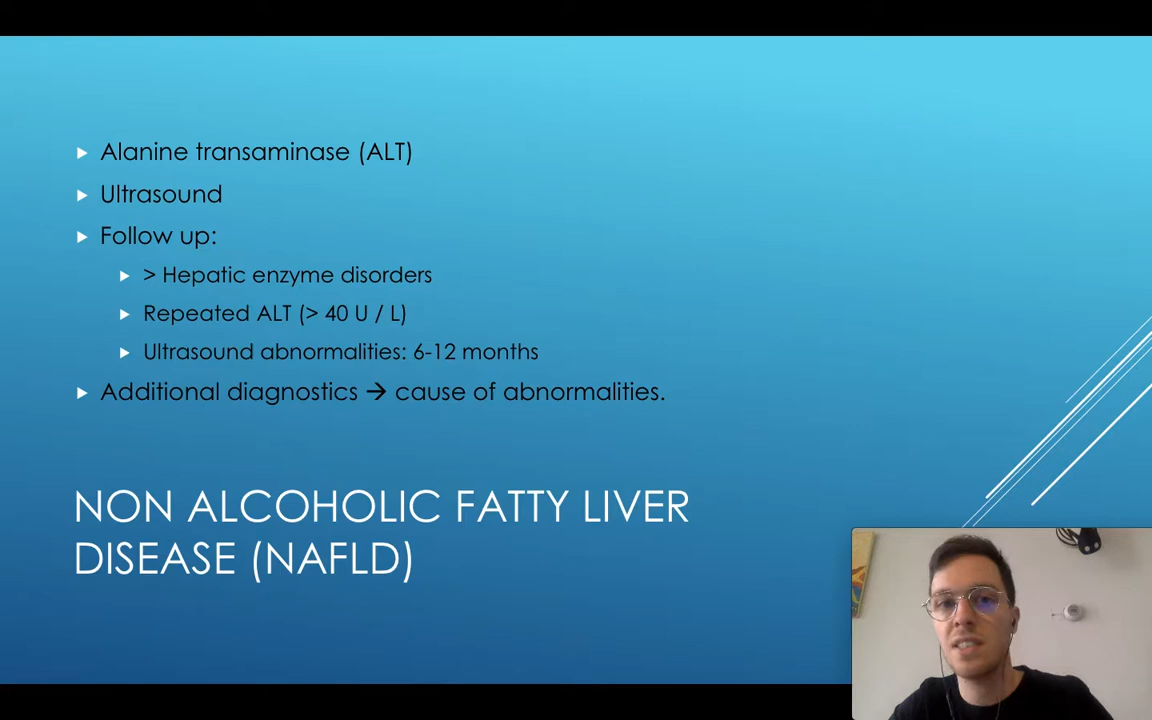 Alanine transaminase (ALT)
Ultrasound
Follow up:
> Hepatic enzyme disorders
Repeated ALT (> 40 U / L)
Ultrasound abnormalities: 6-12 months
Additional diagnostics → cause of abnormalities.
NON ALCOHOLIC FATTY LIVER
DISEASE (NAFLD)